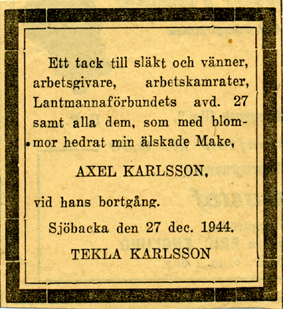 Ett tack till släkt och vänner,
arbetsgivare, arbetskamrater,
Lantmannaförbundets avd. 27
samt alla dem, som med blom-
mor hedrat min älskade Make,
AXEL KARLSSON,
vid hans bortgång.
Sjöbacka den 27 dec. 1944.
TEKLA KARLSSON